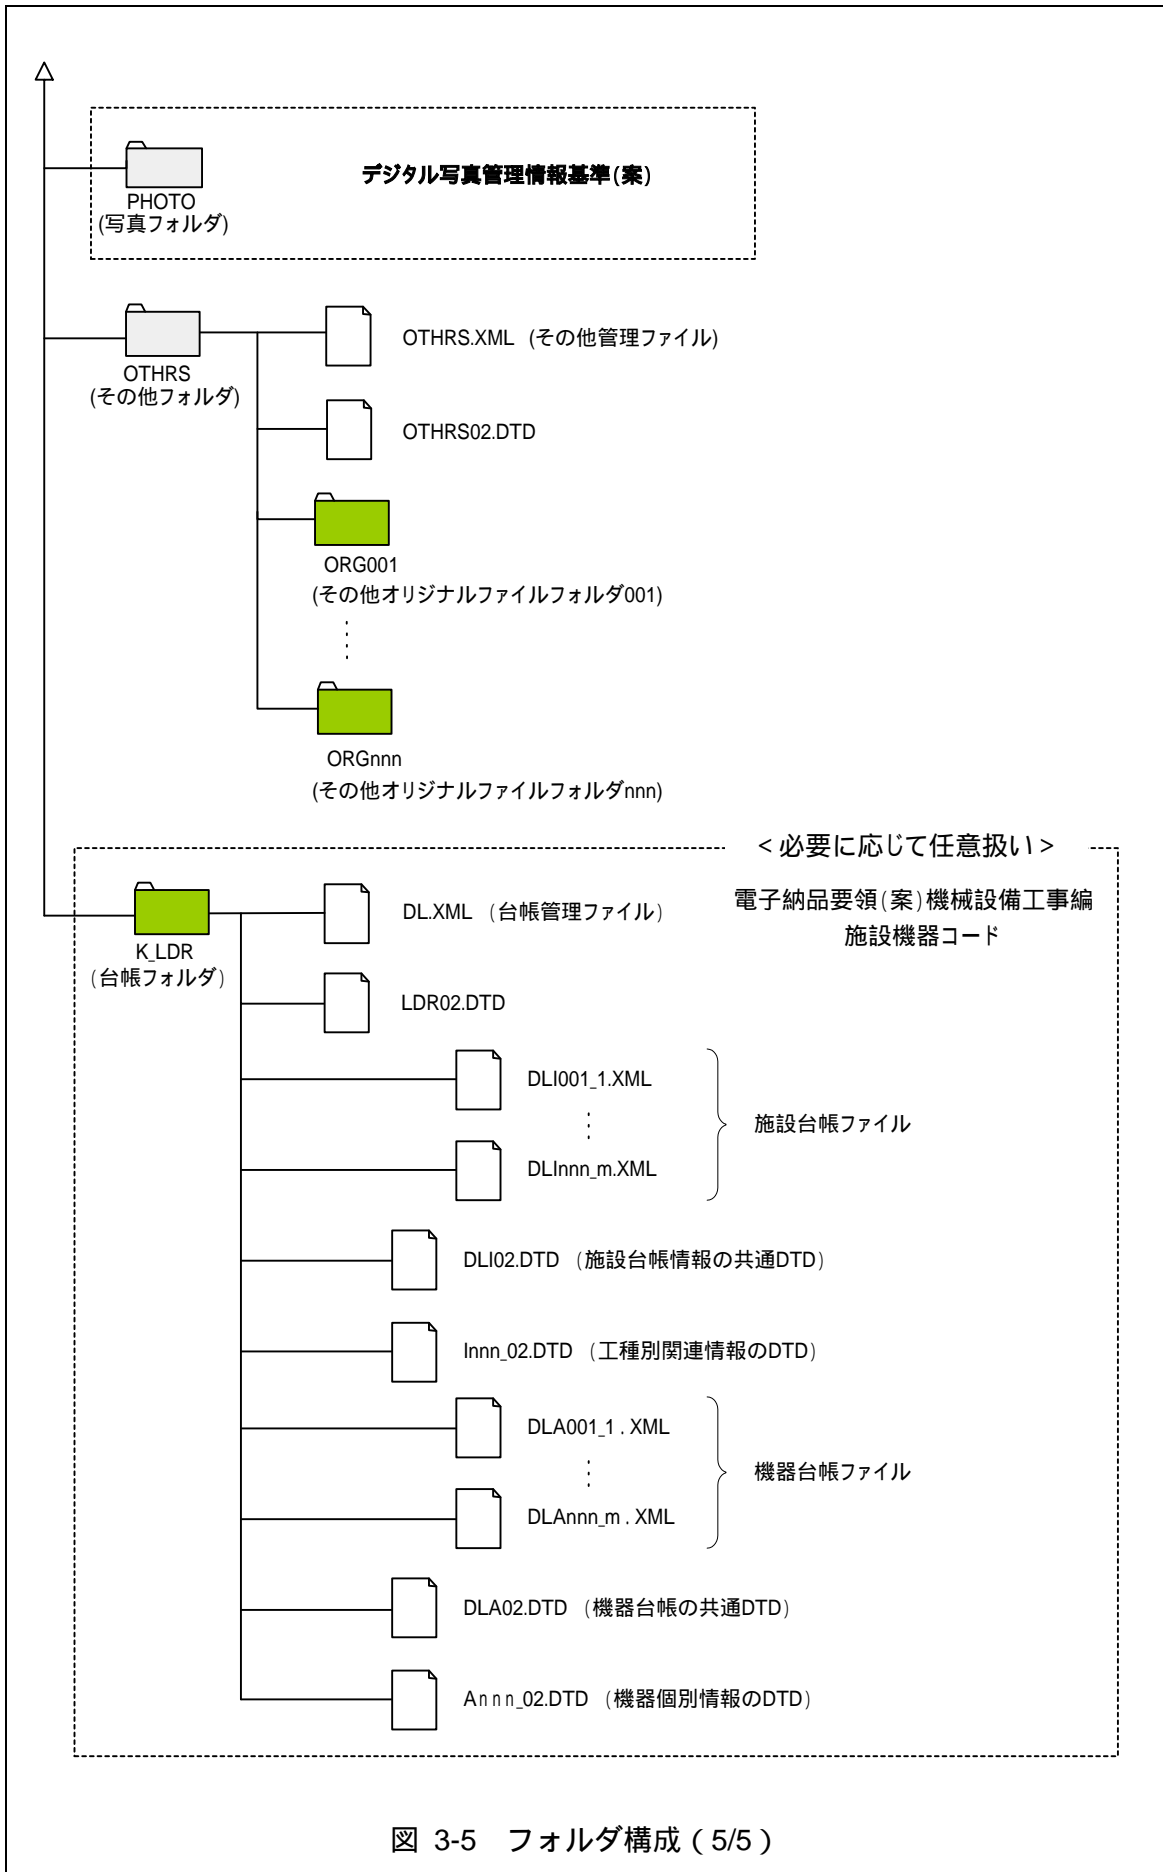 デジタル写真管理情報基準(案)
PHOTO
(写真フォルダ)
OTHRS.XML (その他管理ファイル)
OTHRS
(その他フォルダ)
OTHRS02.DTD
ORG001
(その他オリジナルファイルフォルダ001)
ORGnnn
(その他オリジナルファイルフォルダnnn)
<必要に応じて任意扱い>
電子納品要領(案)機械設備工事編
施設機器コード
DL.XML (台帳管理ファイル)
K_LDR
(台帳フォルダ)
LDR02.DTD
DLI001_1.XML
施設台帳ファイル
DLInnn_m.XML
DLI02.DTD (施設台帳情報の共通DTD)
Innn_02.DTD (工種別関連情報のDTD)
DLA001_1 . XML
機器台帳ファイル
DLAnnn_m . XML
DLA02.DTD (機器台帳の共通DTD)
Annn_02.DTD (機器個別情報のDTD)
図 3-5 フォルダ構成(5/5)